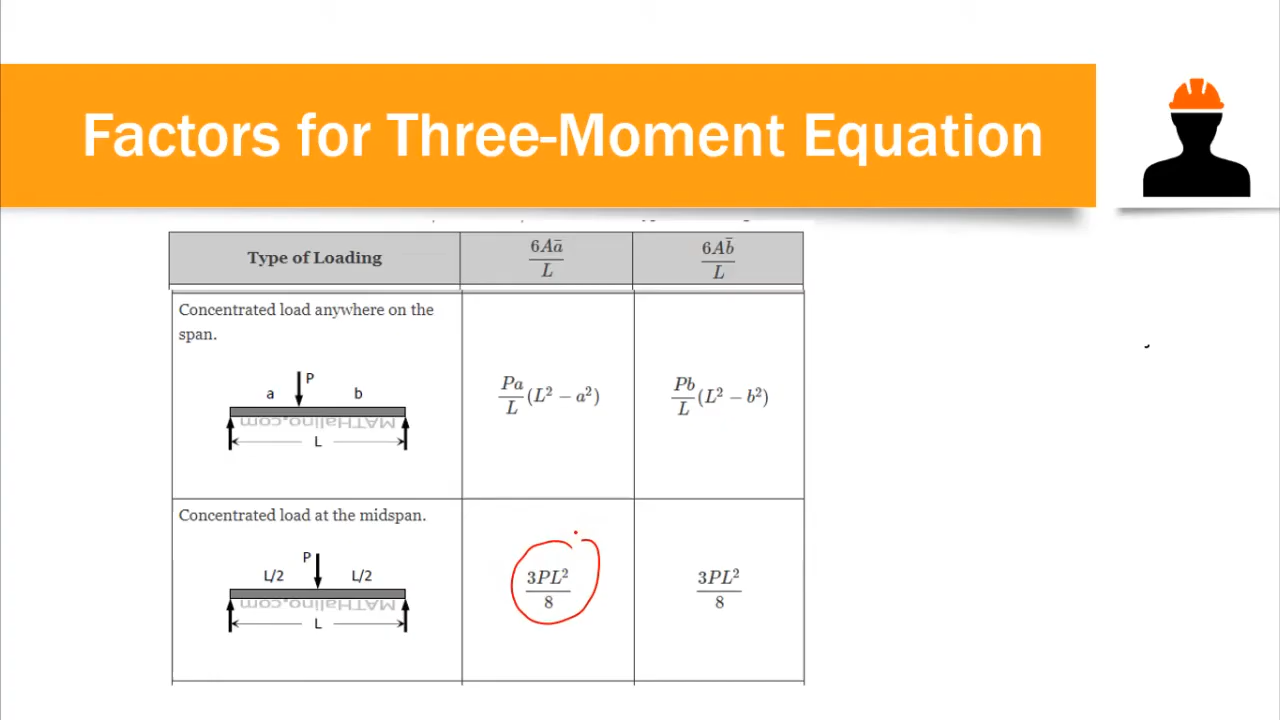 Factors for Three-Moment Equation
Type of Loading
6Aā/L
6Ab̄/L
Concentrated load anywhere on the
span.
P
a b
MATHalino.com
L
Pa/L (L² − a²)
Pb/L (L² − b²)
Concentrated load at the midspan.
P
L/2 L/2
MATHalino.com
L
3PL²/8
3PL²/8